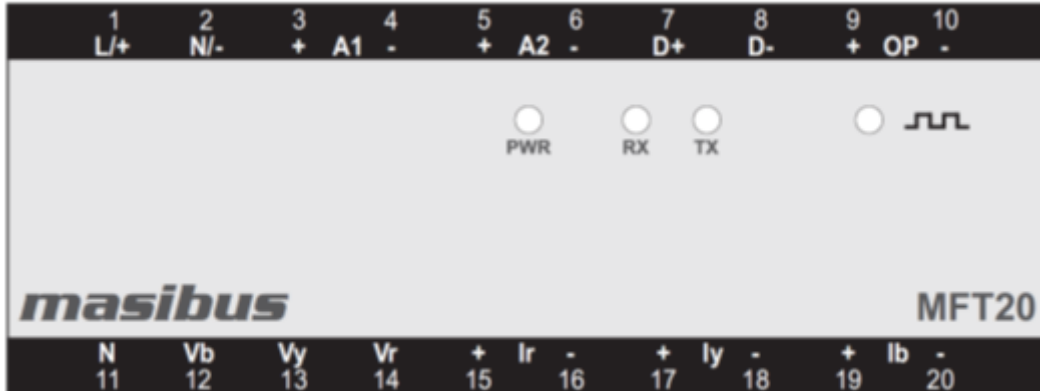 1 2 3 4 5 6 7 8 9 10
L/+ N/- + A1 - + A2 - D+ D- + OP -
PWR RX TX
masibus MFT20
N Vb Vy Vr + Ir - + Iy - + Ib -
11 12 13 14 15 16 17 18 19 20